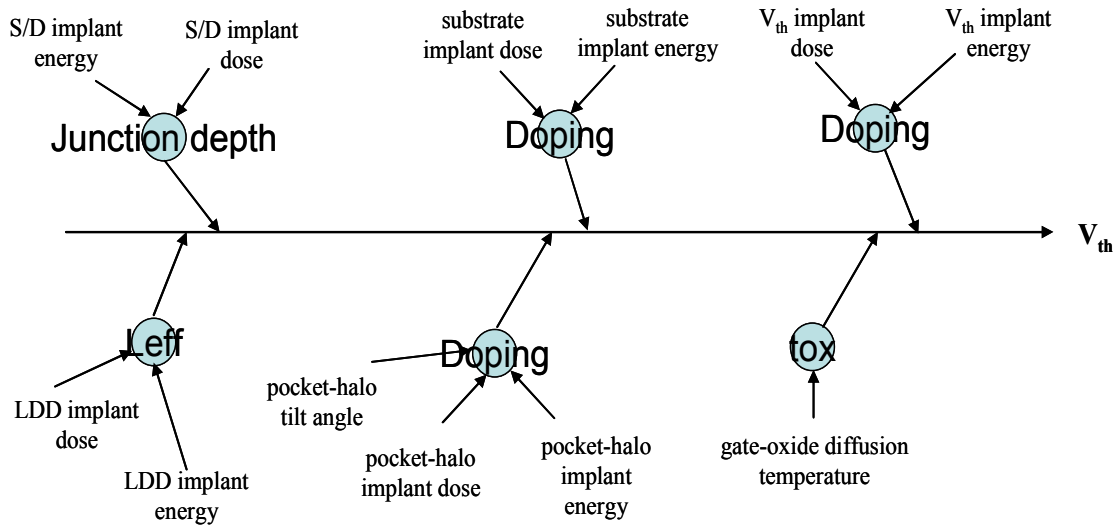 S/D implant
energy
S/D implant
dose
substrate
implant dose
substrate
implant energy
Vth implant
dose
Vth implant
energy
Junction depth
Doping
Doping
Vth
Leff
Doping
tox
LDD implant
dose
LDD implant
energy
pocket-halo
tilt angle
pocket-halo
implant dose
pocket-halo
implant
energy
gate-oxide diffusion
temperature